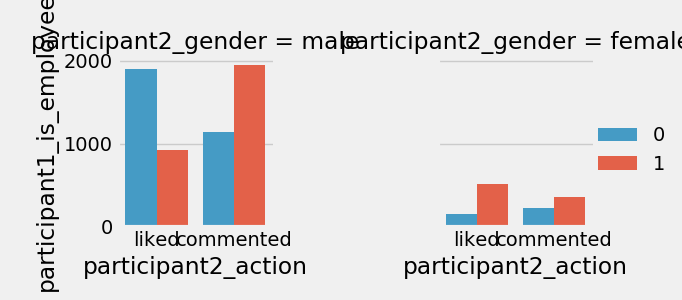 participant2_gender = male
participant2_gender = female
participant1_is_employee
2000
1000
0
liked
commented
participant2_action
liked
commented
participant2_action
0
1